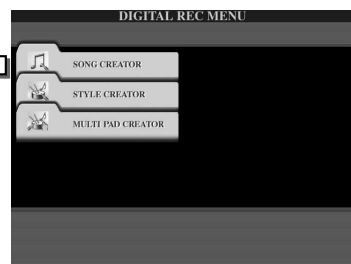 DIGITAL REC MENU
SONG CREATOR
STYLE CREATOR
MULTI PAD CREATOR